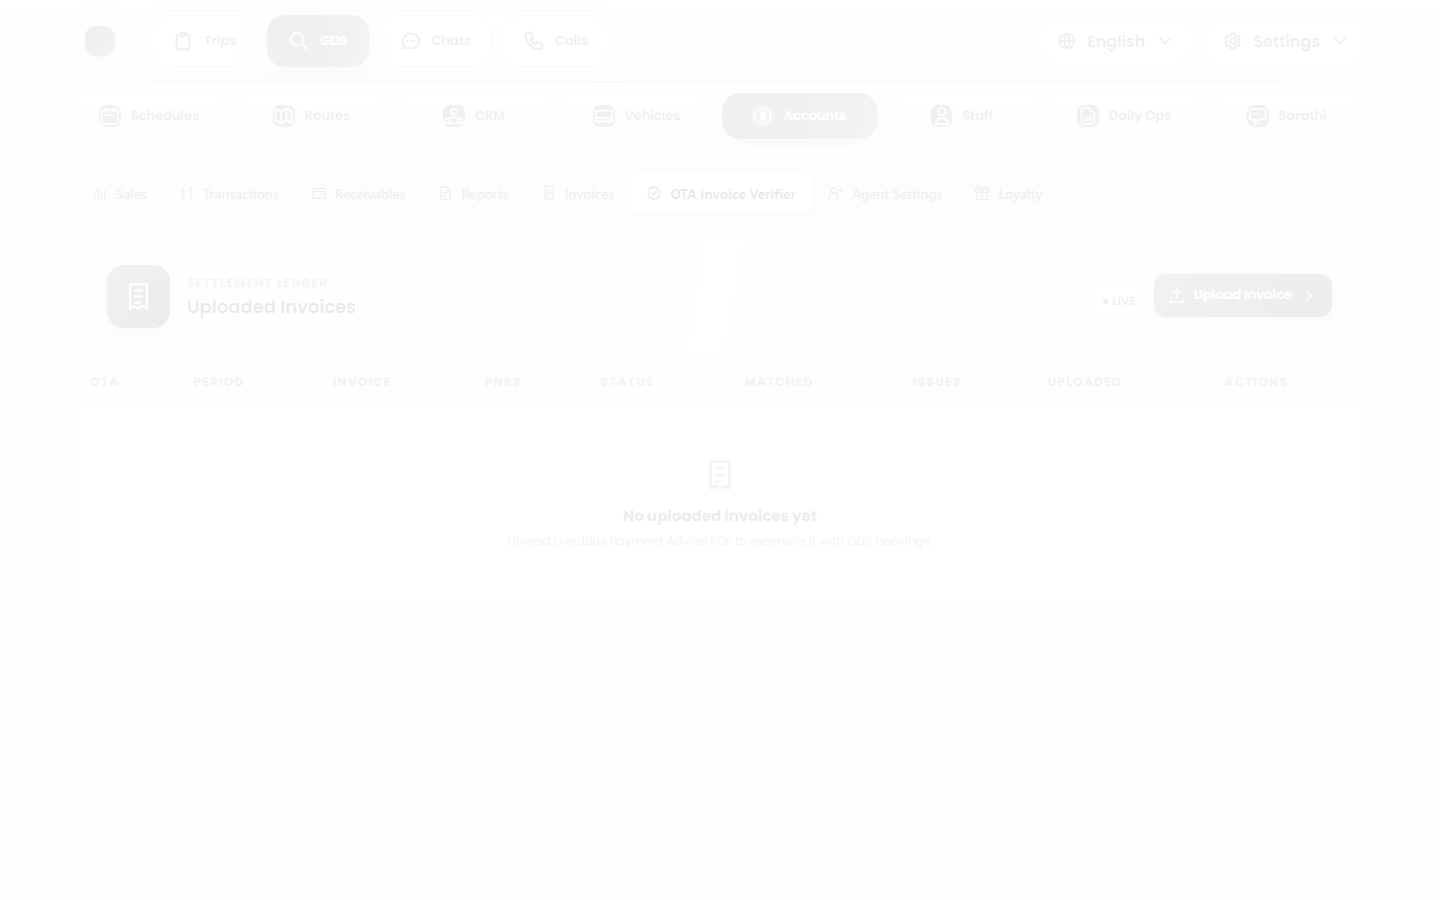 Trips GDS Chats Calls English Settings
Schedules Routes CRM Vehicles Accounts Staff Daily Ops Sarathi
Sales Transactions Receivables Reports Invoices OTA Invoice Verifier Agent Settings Loyalty
SETTLEMENT LEDGER
Uploaded Invoices
LIVE Upload Invoice
OTA PERIOD INVOICE PNRS STATUS MATCHED ISSUES UPLOADED ACTIONS
No uploaded invoices yet
Upload a redBus Payment Advice PDF to reconcile it with GDS bookings.